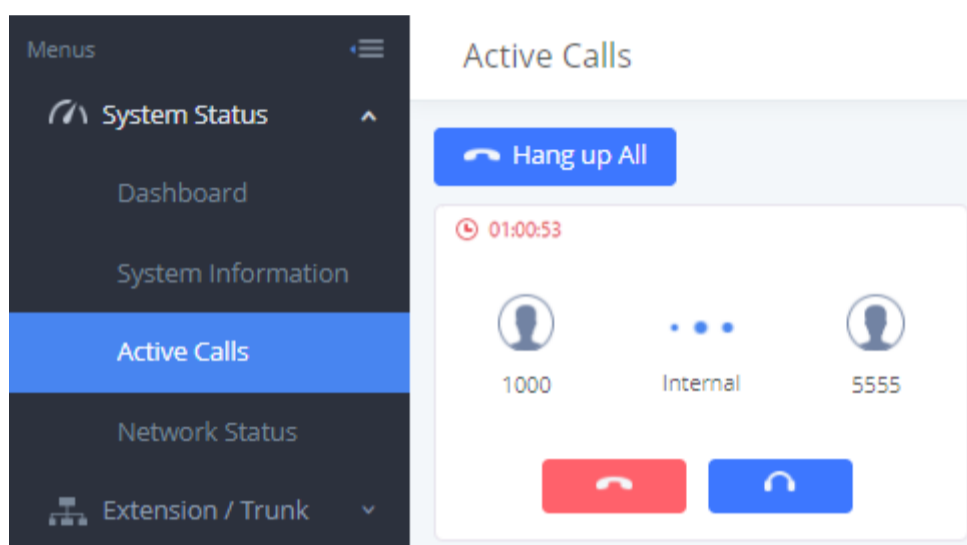 Menus
System Status
Dashboard
System Information
Active Calls
Network Status
Extension / Trunk
Active Calls
Hang up All
01:00:53
1000 Internal 5555